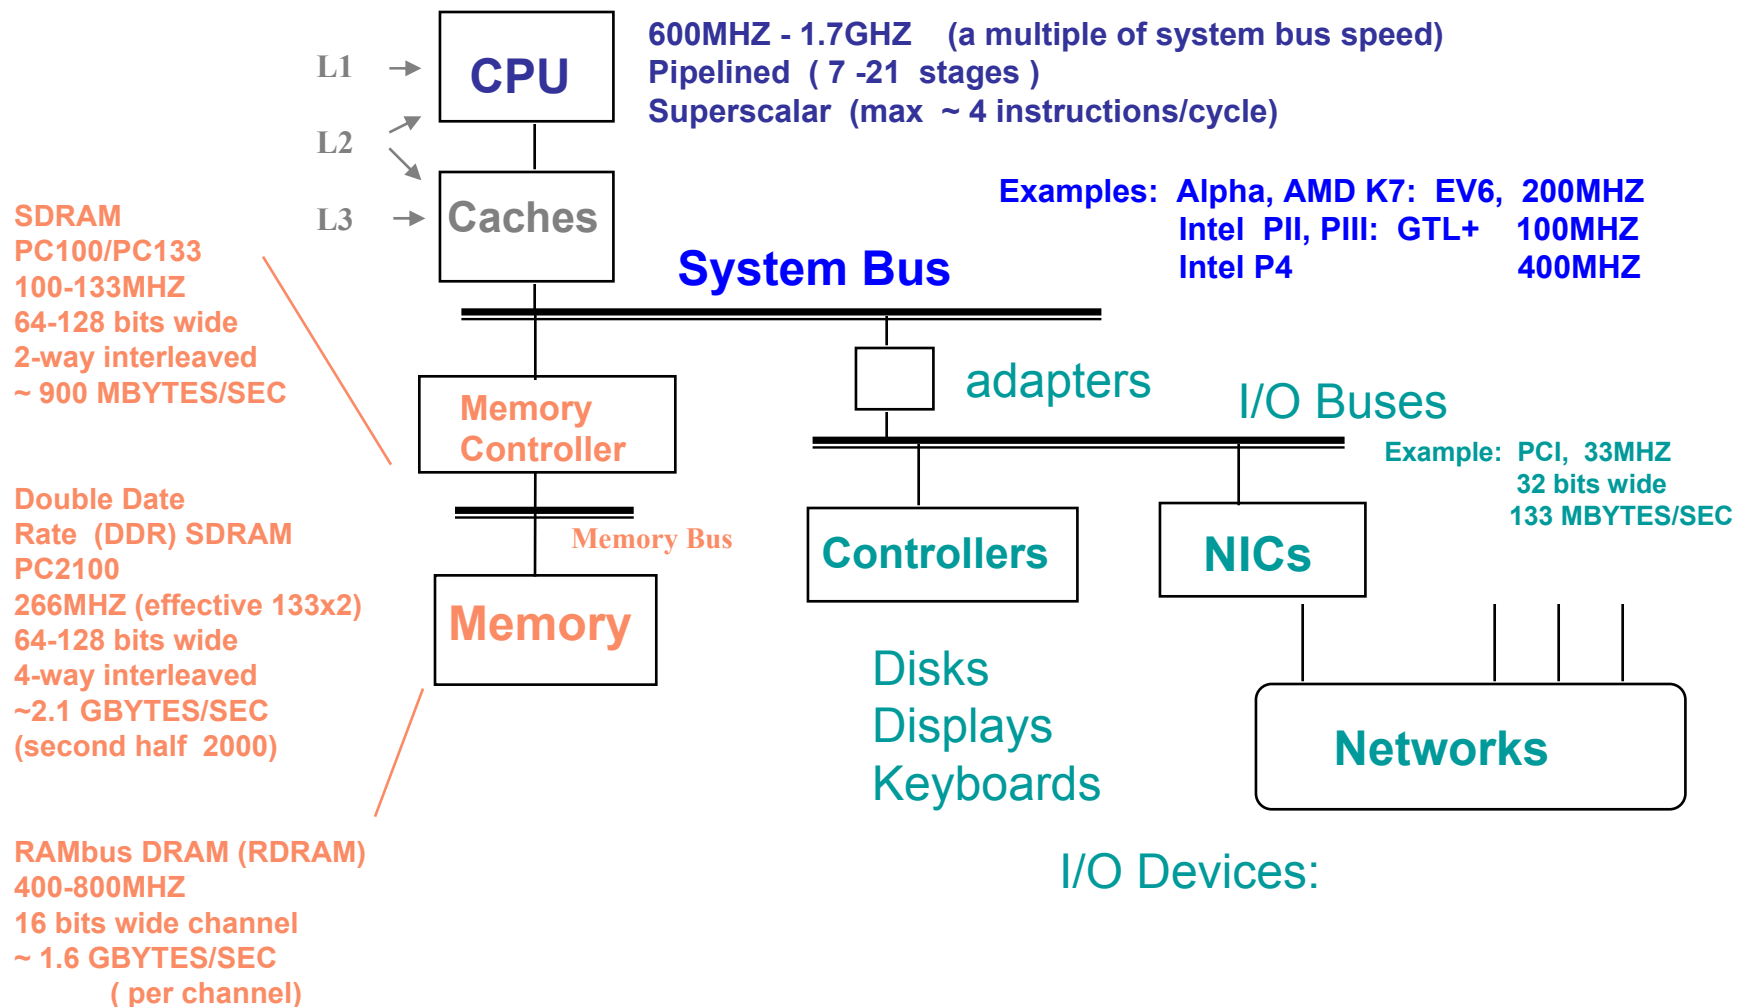 600MHZ - 1.7GHZ (a multiple of system bus speed)
Pipelined ( 7 -21 stages )
Superscalar (max ~ 4 instructions/cycle)
L1
CPU
L2
L3
Caches
Examples: Alpha, AMD K7: EV6, 200MHZ
Intel PII, PIII: GTL+ 100MHZ
Intel P4 400MHZ
System Bus
SDRAM
PC100/PC133
100-133MHZ
64-128 bits wide
2-way interleaved
~ 900 MBYTES/SEC
adapters
I/O Buses
Memory
Controller
Example: PCI, 33MHZ
32 bits wide
133 MBYTES/SEC
Double Date
Rate (DDR) SDRAM
PC2100
266MHZ (effective 133x2)
64-128 bits wide
4-way interleaved
~2.1 GBYTES/SEC
(second half 2000)
Memory Bus
Controllers
NICs
Memory
Disks
Displays
Keyboards
Networks
RAMbus DRAM (RDRAM)
400-800MHZ
16 bits wide channel
~ 1.6 GBYTES/SEC
( per channel)
I/O Devices: